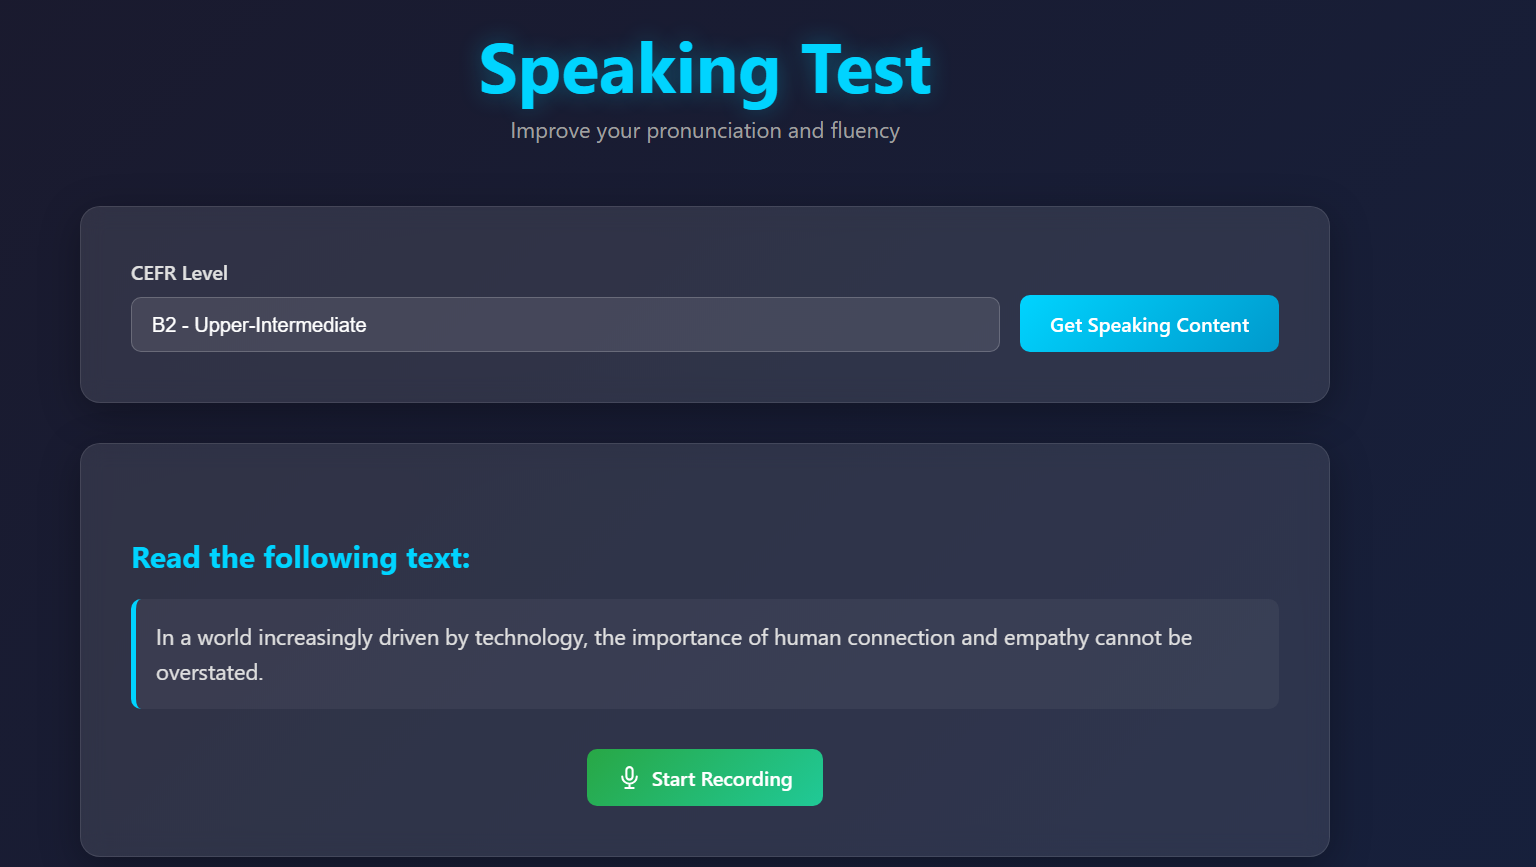 Speaking Test
Improve your pronunciation and fluency
CEFR Level
B2 - Upper-Intermediate
Get Speaking Content
Read the following text:
In a world increasingly driven by technology, the importance of human connection and empathy cannot be
overstated.
Start Recording